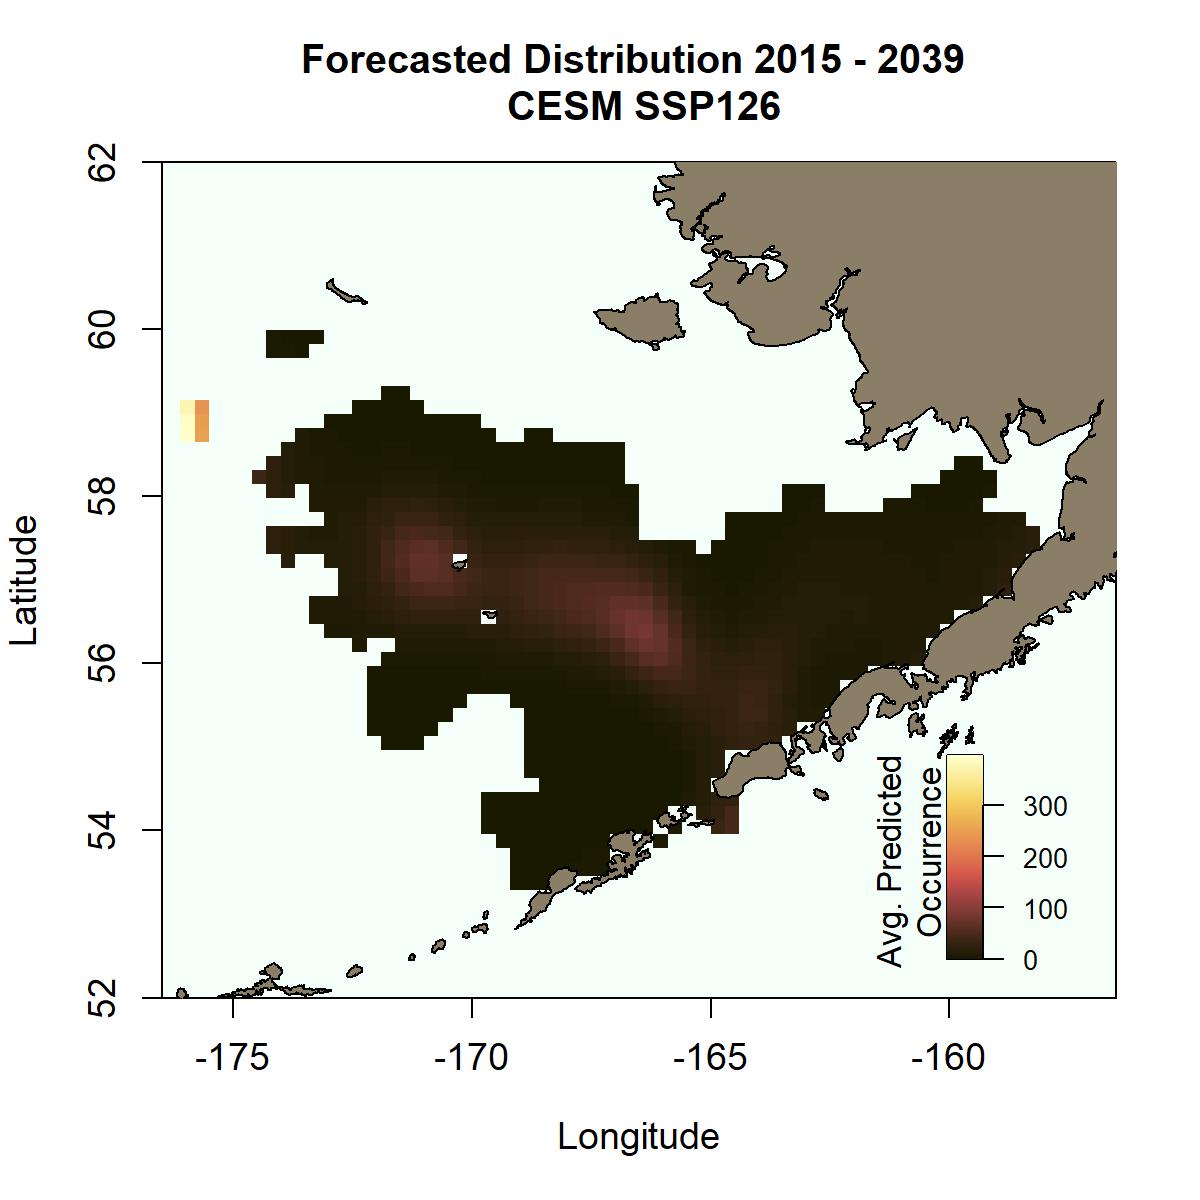 Forecasted Distribution 2015 - 2039
CESM SSP126
62
60
58
56
54
52
Latitude
-175
-170
-165
-160
Longitude
Avg. Predicted
Occurrence
300
200
100
0